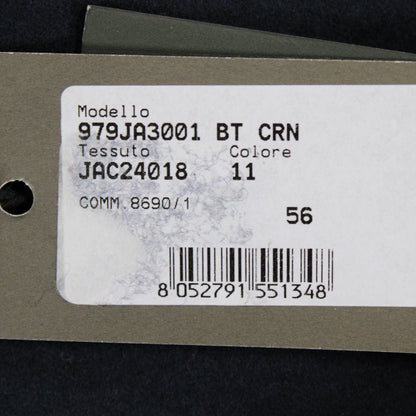 Modello
979JA3001 BT CRN
Tessuto Colore
JAC24018 11
COMM.8690/1
56
8 052791 551348